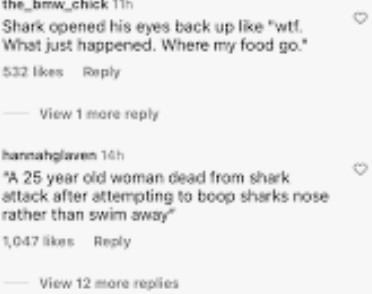 the_bmw_chick 11h
Shark opened his eyes back up like "wtf.
What just happened. Where my food go."
532 likes Reply
View 1 more reply
hannahglaven 14h
"A 25 year old woman dead from shark
attack after attempting to boop sharks nose
rather than swim away"
1,047 likes Reply
View 12 more replies